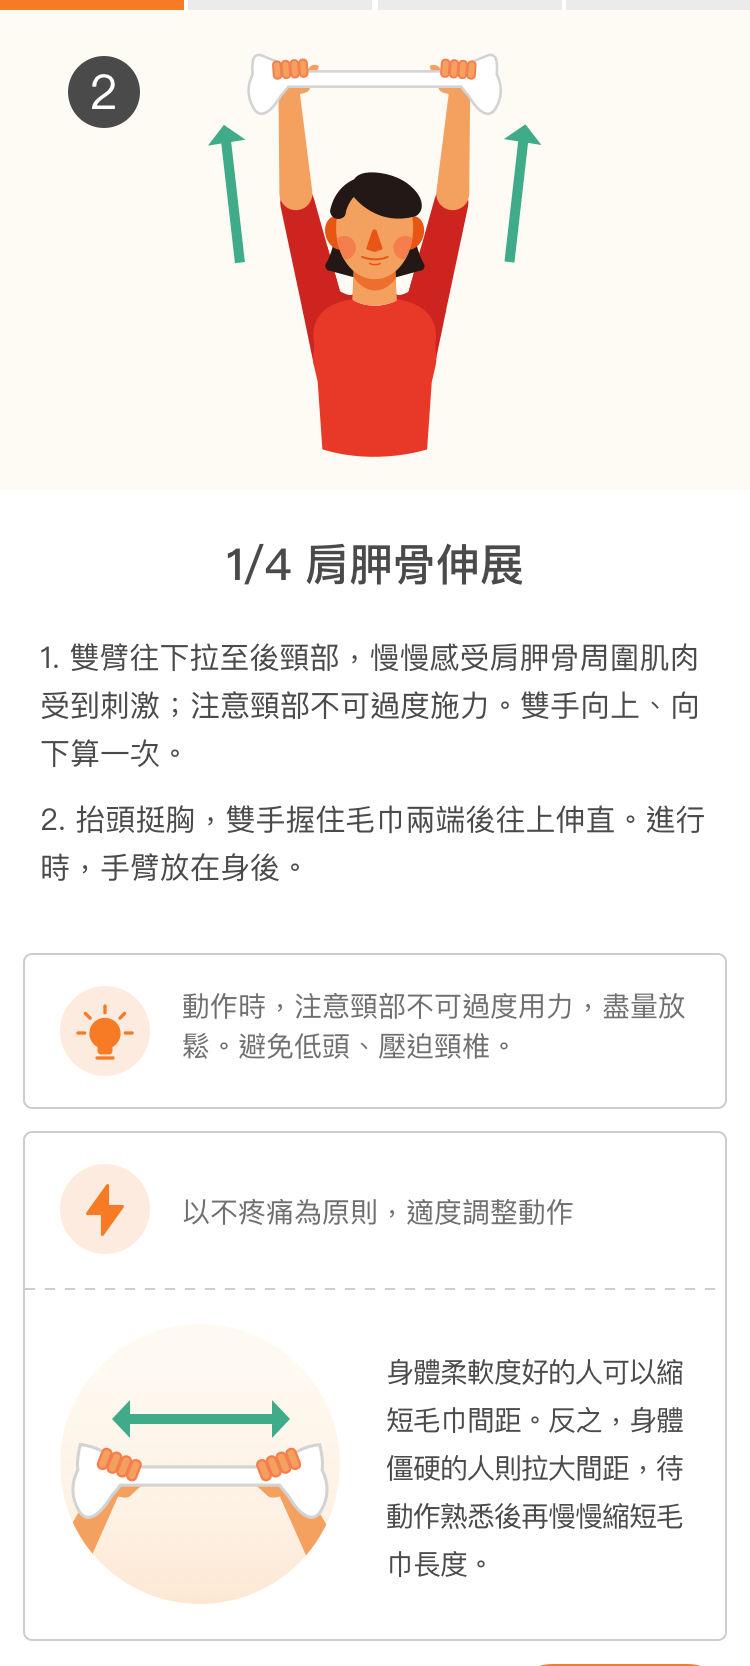 2
1/4 肩胛骨伸展
1. 雙臂往下拉至後頸部，慢慢感受肩胛骨周圍肌肉
受到刺激；注意頸部不可過度施力。雙手向上、向
下算一次。
2. 抬頭挺胸，雙手握住毛巾兩端後往上伸直。進行
時，手臂放在身後。
動作時，注意頸部不可過度用力，盡量放
鬆。避免低頭、壓迫頸椎。
以不疼痛為原則，適度調整動作
身體柔軟度好的人可以縮
短毛巾間距。反之，身體
僵硬的人則拉大間距，待
動作熟悉後再慢慢縮短毛
巾長度。